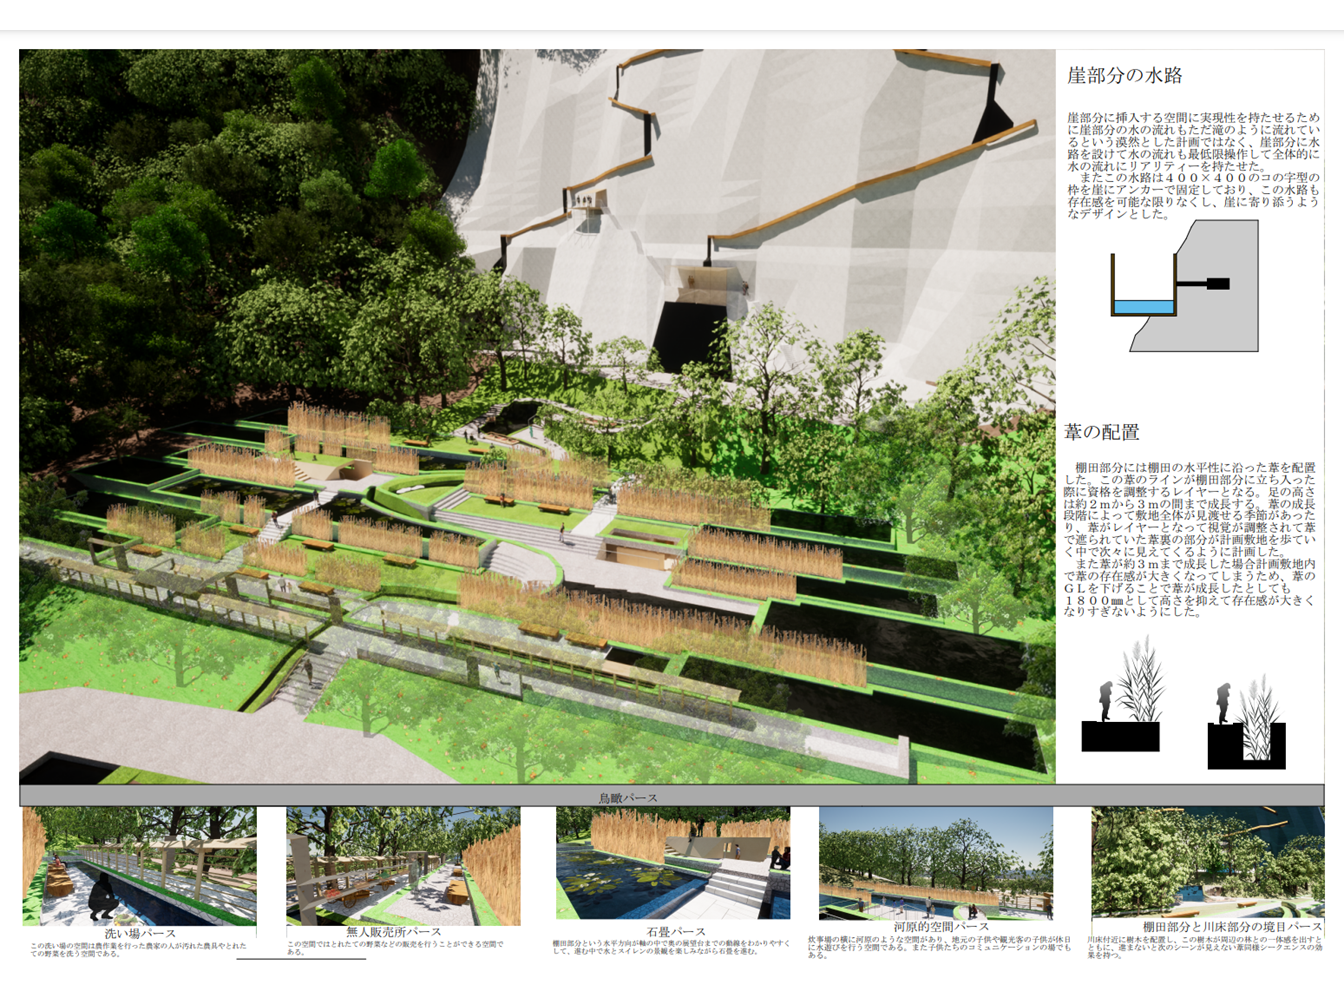 崖部分の水路
崖部分に挿入する空間に実現性を持たせるため
に崖部分の水の流れもただ滝のように流れてい
るという漠然とした計画ではなく、崖部分に水
路を設けて水の流れも最低限操作して全体的に
水の流れにリアリティーを持たせた。
またこの水路は４００×４００のコの字型の
枠を崖にアンカーで固定しており、この水路も
存在感を可能な限りなくし、崖に寄り添うよう
なデザインとした。
葦の配置
棚田部分には棚田の水平性に沿った葦を配置
した。この葦のラインが棚田部分に立ち入った
際に資格を調整するレイヤーとなる。足の高さ
は約２ｍから３ｍの間まで成長する。葦の成長
段階によって敷地全体が見渡せる季節があった
り、葦がレイヤーとなって視覚が調整されて葦
で遮られていた葦裏の部分が計画敷地を歩てい
く中で次々に見えてくるように計画した。
また葦が約３ｍまで成長した場合計画敷地内
で葦の存在感が大きくなってしまうため、葦の
ＧＬを下げることで葦が成長したとしても
１８００㎜として高さを抑えて存在感が大きく
なりすぎないようにした。
鳥瞰パース
洗い場パース
この洗い場の空間は農作業を行った農家の人が汚れた農具やとれた
ての野菜を洗う空間である。
無人販売所パース
この空間ではとれたての野菜などの販売を行うことができる空間で
ある。
石畳パース
棚田部分という水平方向が軸の中で奥の展望台までの動線をわかりやすく
して、進む中で水とスイレンの景観を楽しみながら石畳を進む。
河原的空間パース
炊事場の横に河原のような空間があり、地元の子供や観光客の子供が休日
に水遊びを行う空間である。また子供たちのコミュニケーションの場でも
ある。
棚田部分と川床部分の境目パース
川床付近に樹木を配置し、この樹木が周辺の林との一体感を出すと
ともに、進まないと次のシーンが見えない葦同様シークエンスの効
果を持つ。